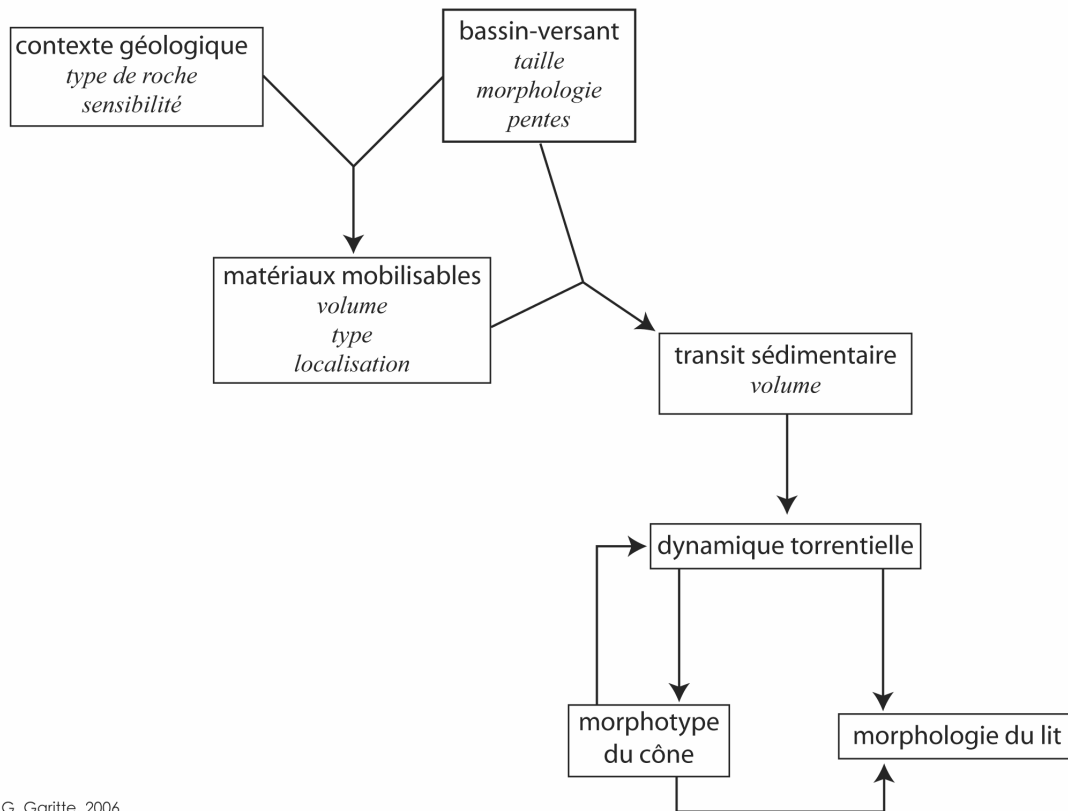 contexte géologique
type de roche
sensibilité
bassin-versant
taille
morphologie
pentes
matériaux mobilisables
volume
type
localisation
transit sédimentaire
volume
dynamique torrentielle
morphotype
du cône
morphologie du lit
G. Garitte, 2006